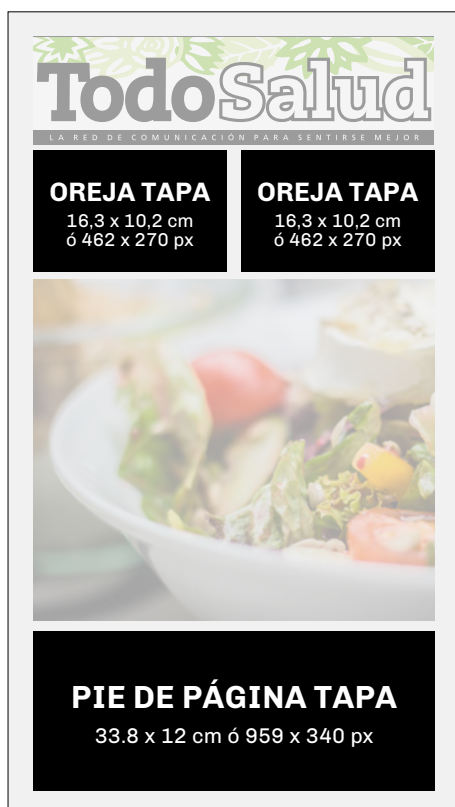 TodoSalud
LA RED DE COMUNICACIÓN PARA SENTIRSE MEJOR
OREJA TAPA
16,3 x 10,2 cm
ó 462 x 270 px
OREJA TAPA
16,3 x 10,2 cm
ó 462 x 270 px
PIE DE PÁGINA TAPA
33.8 x 12 cm ó 959 x 340 px